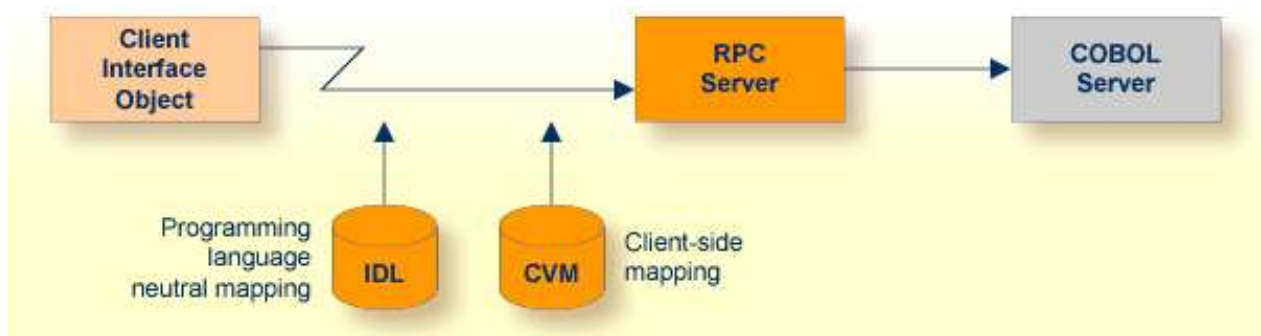 Client
Interface
Object
RPC
Server
COBOL
Server
Programming
language
neutral mapping
IDL
CVM
Client-side
mapping